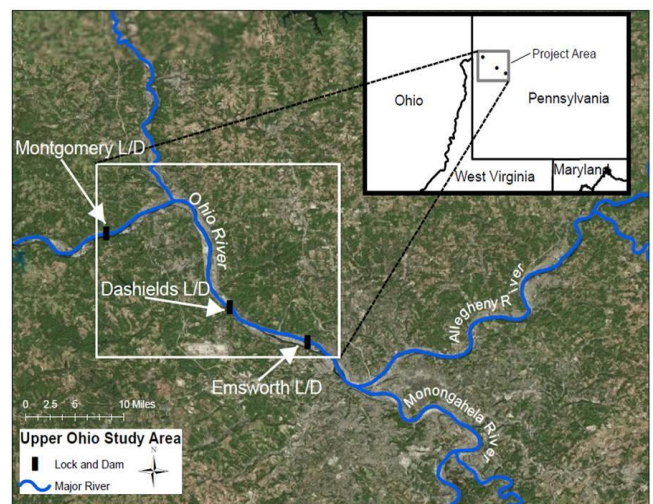 Project Area
Ohio
Pennsylvania
West Virginia
Maryland
Montgomery L/D
Ohio River
Dashields L/D
Allegheny River
Emsworth L/D
Monongahela River
0 2.5 5 10 Miles
Upper Ohio Study Area
N
Lock and Dam
Major River